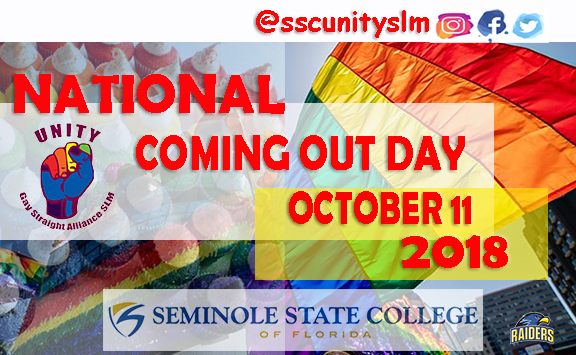 @sscunityslm
NATIONAL
UNITY
Gay Straight Alliance SLM
COMING OUT DAY
OCTOBER 11
2018
SEMINOLE STATE COLLEGE
OF FLORIDA
RAIDERS